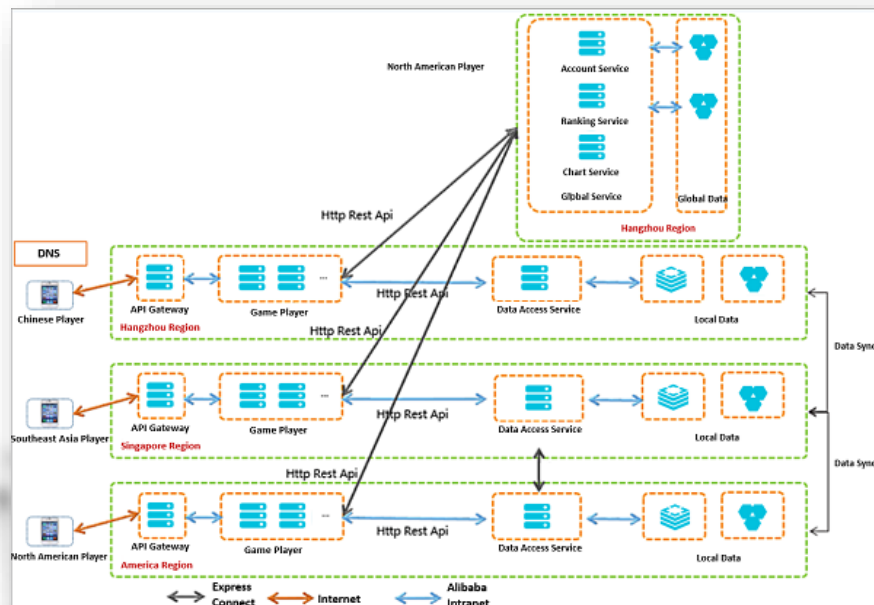 North American Player
Account Service
Ranking Service
Chart Service
Global Service
Global Data
Hangzhou Region
Http Rest Api
DNS
Chinese Player
API Gateway
Game Player
...
Http Rest Api
Data Access Service
Local Data
Hangzhou Region
Http Rest Api
Data Sync
Southeast Asia Player
API Gateway
Game Player
...
Http Rest Api
Data Access Service
Local Data
Singapore Region
Data Sync
Http Rest Api
North American Player
API Gateway
Game Player
...
Http Rest Api
Data Access Service
Local Data
America Region
Express
Connect
Internet
Alibaba
Intranet